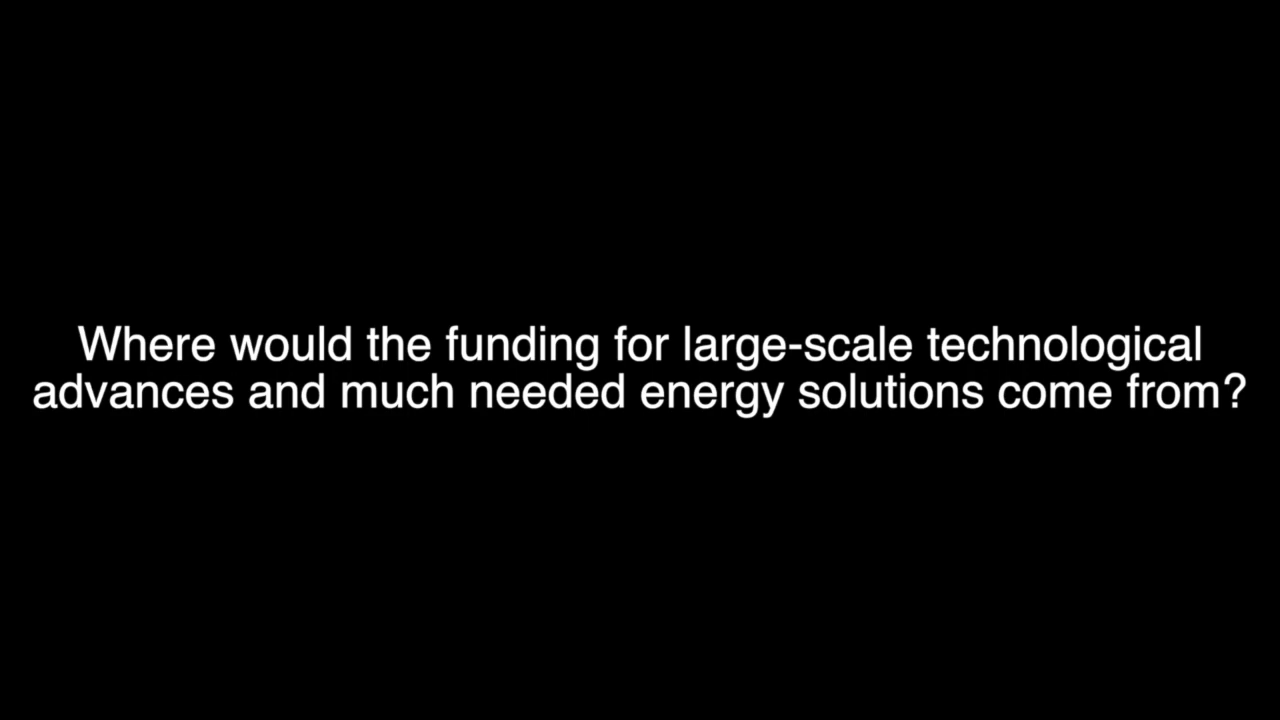 Where would the funding for large-scale technological
advances and much needed energy solutions come from?